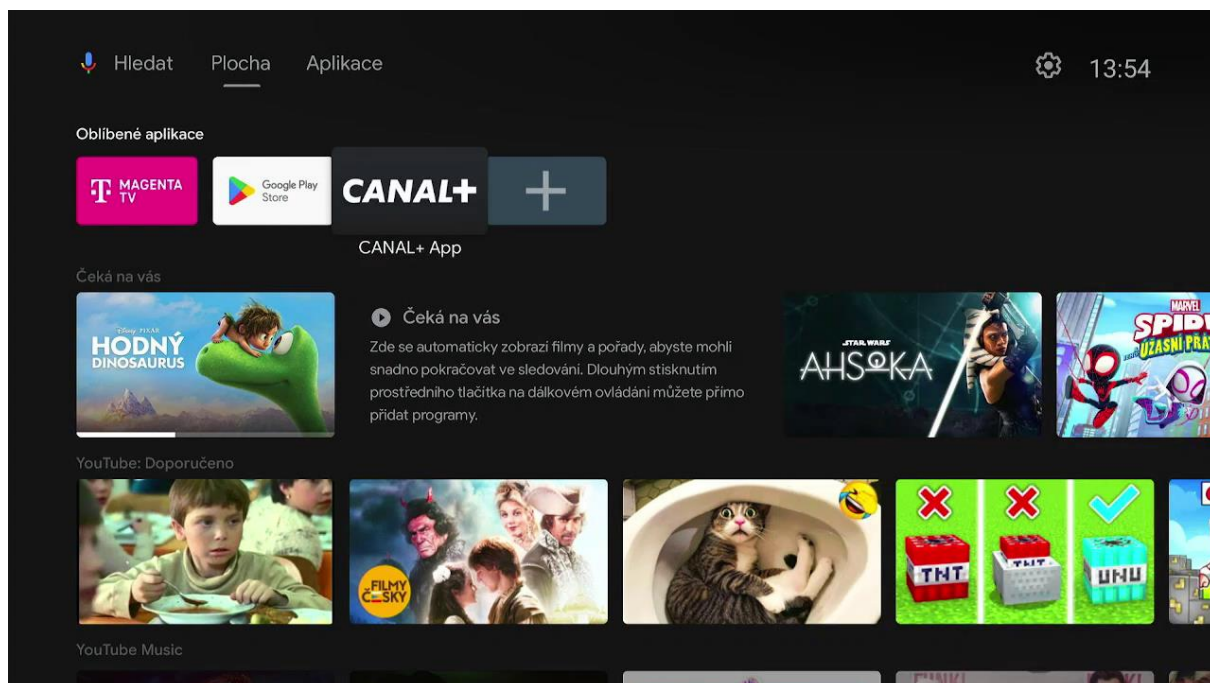 Hledat Plocha Aplikace 13:54
Oblíbené aplikace
MAGENTA
TV
Google Play
Store
CANAL+
CANAL+ App
Čeká na vás
Disney PIXAR
HODNÝ
DINOSAURUS
Čeká na vás
Zde se automaticky zobrazí filmy a pořady, abyste mohli
snadno pokračovat ve sledování. Dlouhým stisknutím
prostředního tlačítka na dálkovém ovládání můžete přímo
přidat programy.
STAR WARS
AHSOKA
MARVEL
SPID
ÚŽASNÍ PŘÁ
YouTube: Doporučeno
FILMY
ČESKY
TNT
TNT
UNU
YouTube Music